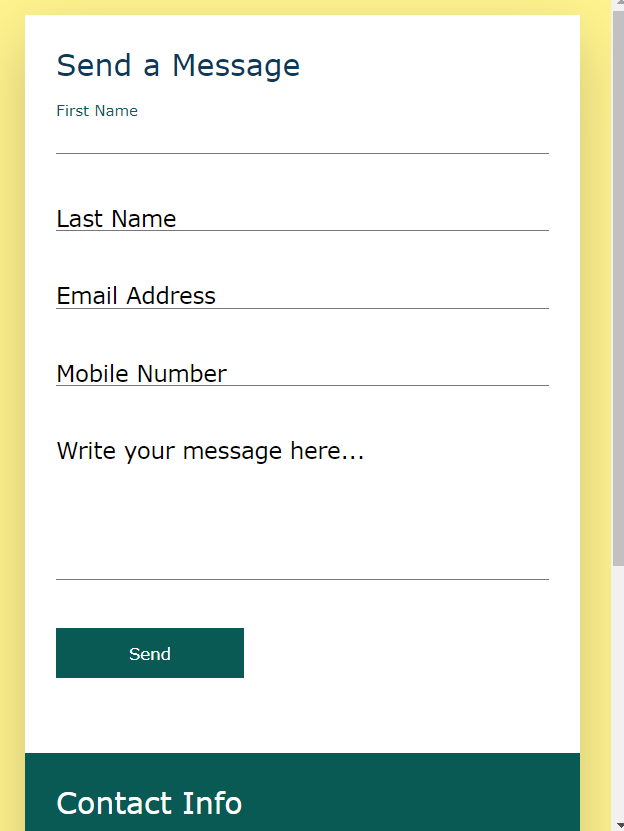 Send a Message
First Name
Last Name
Email Address
Mobile Number
Write your message here...
Send
Contact Info